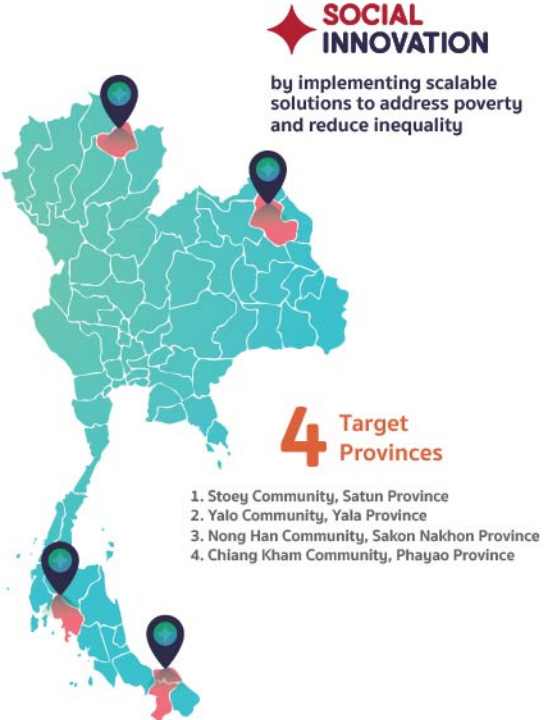 SOCIAL
INNOVATION
by implementing scalable
solutions to address poverty
and reduce inequality
4 Target
Provinces
1. Stoey Community, Satun Province
2. Yalo Community, Yala Province
3. Nong Han Community, Sakon Nakhon Province
4. Chiang Kham Community, Phayao Province